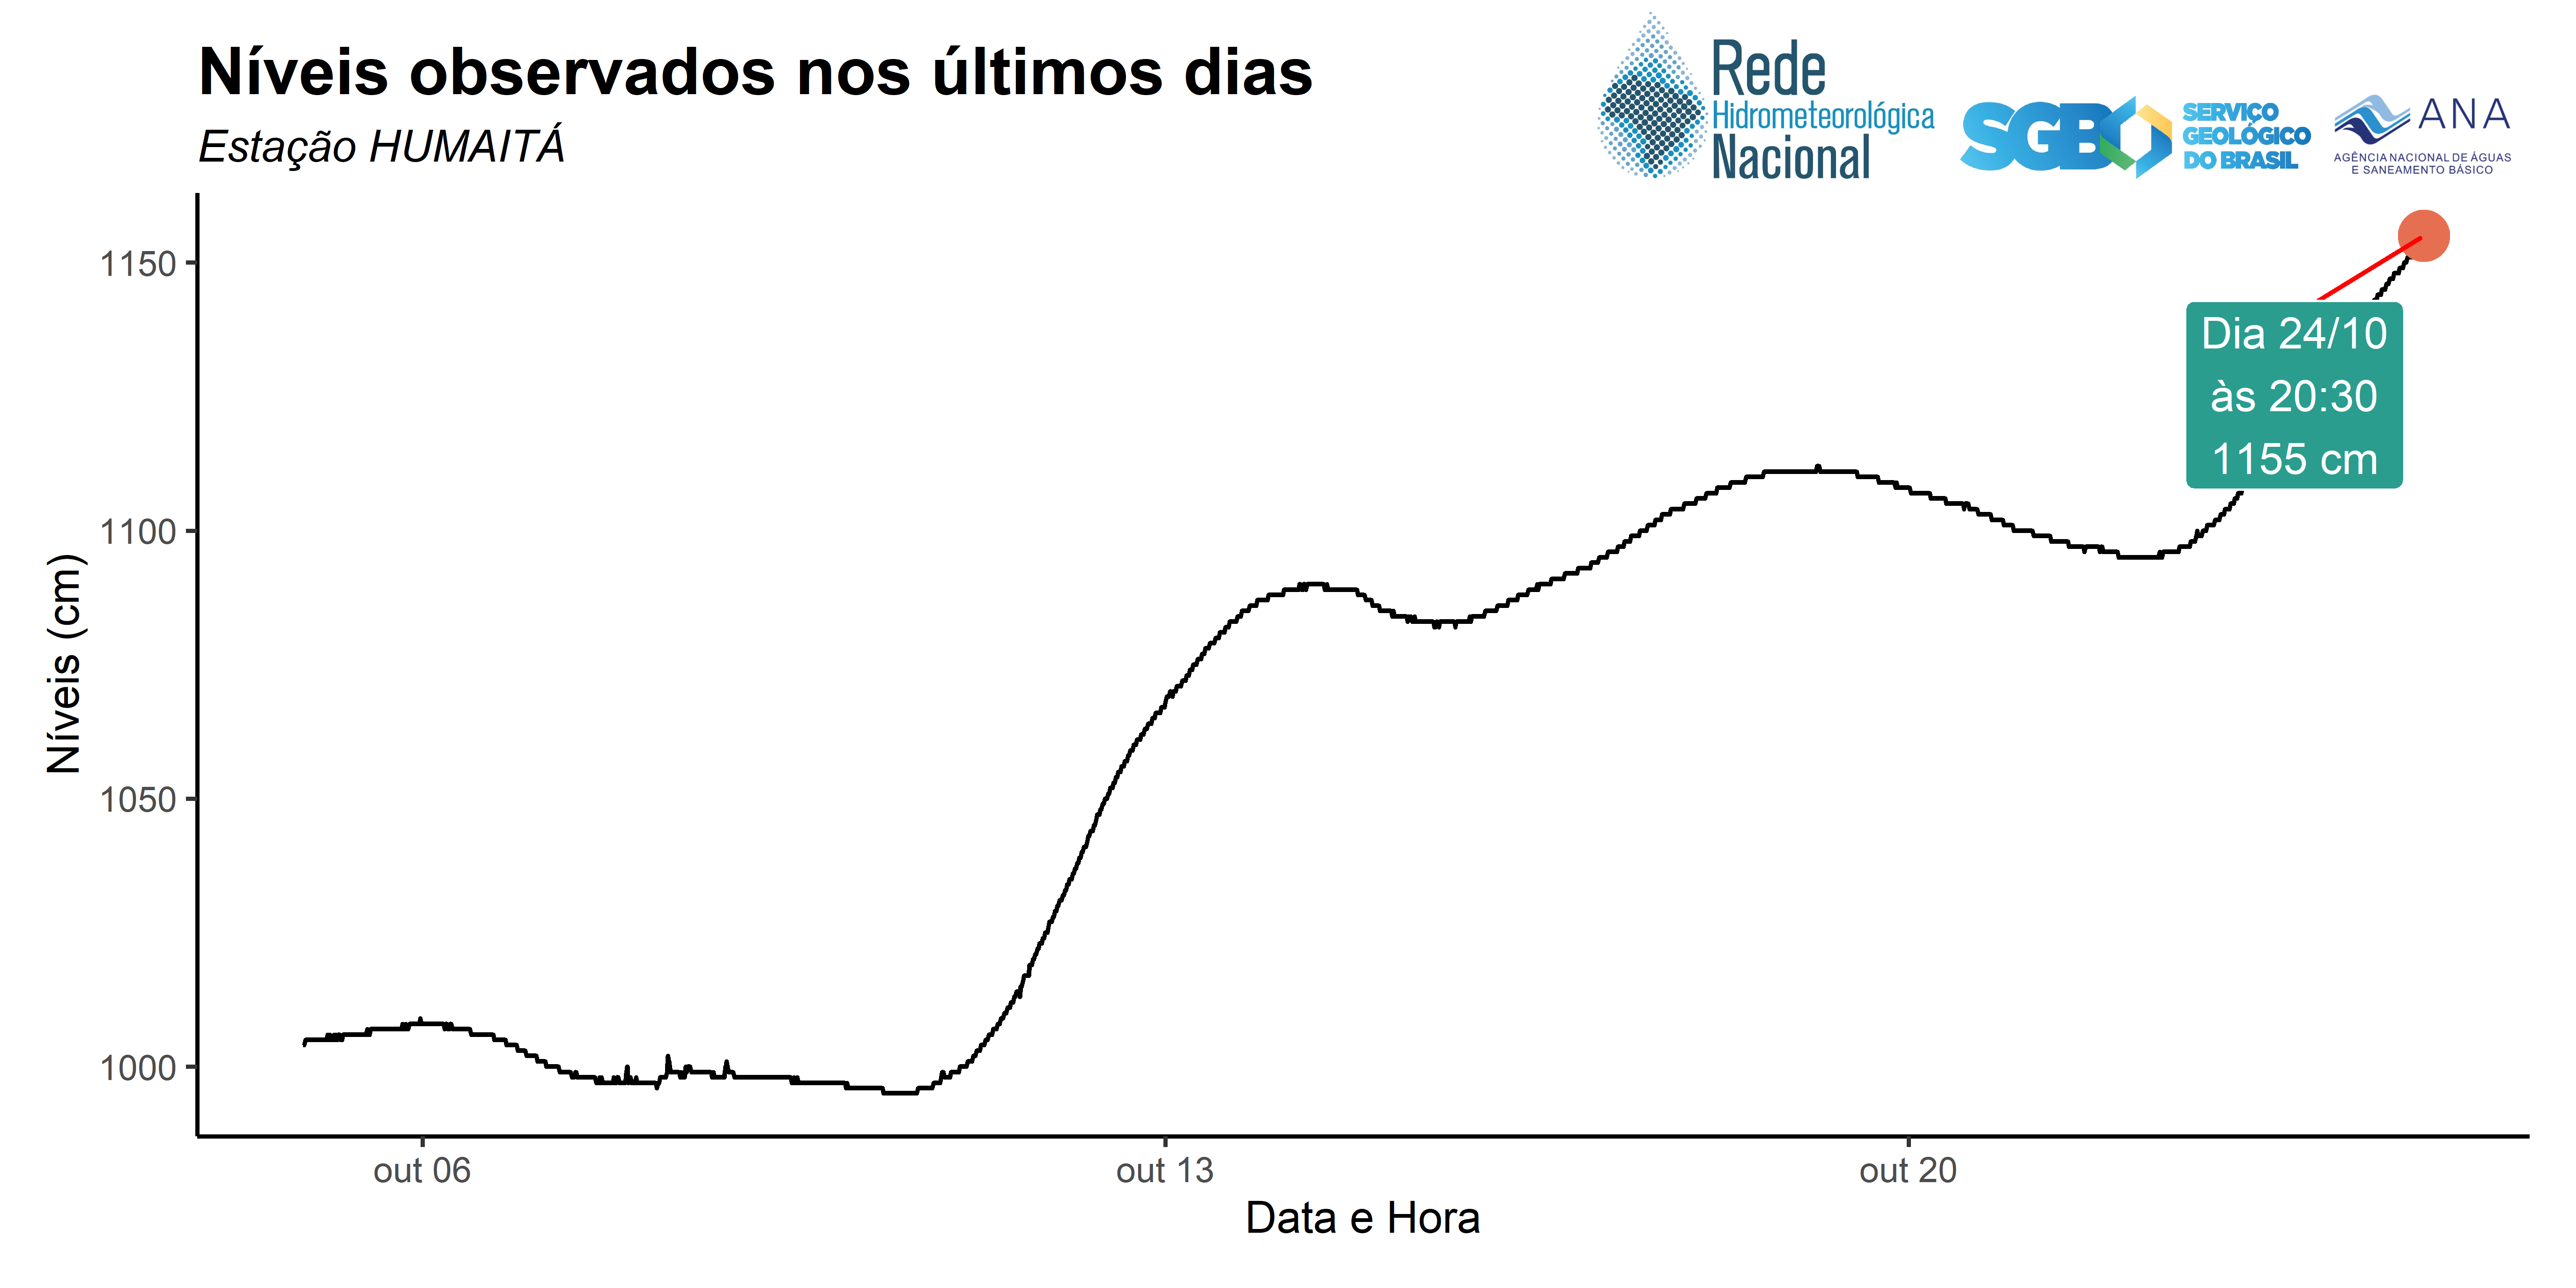 Níveis observados nos últimos dias
Estação HUMAITÁ
Rede
Hidrometeorológica
Nacional
SGB
SERVIÇO
GEOLÓGICO
DO BRASIL
ANA
AGÊNCIA NACIONAL DE ÁGUAS
E SANEAMENTO BÁSICO
1150
1100
1050
1000
Níveis (cm)
Dia 24/10
às 20:30
1155 cm
out 06
out 13
out 20
Data e Hora